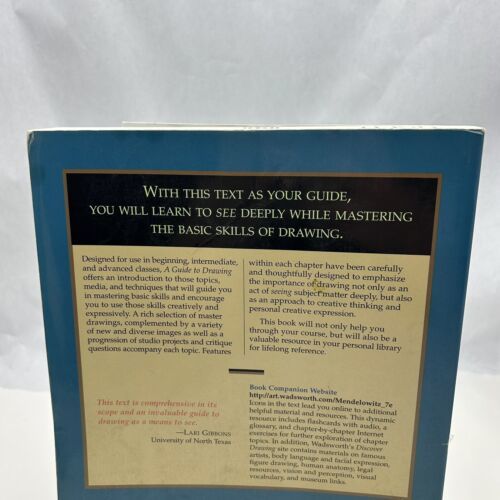 WITH THIS TEXT AS YOUR GUIDE,
YOU WILL LEARN TO SEE DEEPLY WHILE MASTERING
THE BASIC SKILLS OF DRAWING.
Designed for use in beginning, intermediate,
and advanced classes, A Guide to Drawing
offers an introduction to those topics,
media, and techniques that will guide you
in mastering basic skills and encourage
you to use those skills creatively and
expressively. A rich selection of master
drawings, complemented by a variety
of new and diverse images as well as a
progression of studio projects and critique
questions accompany each topic. Features
within each chapter have been carefully
and thoughtfully designed to emphasize
the importance of drawing not only as an
act of seeing subject matter deeply, but also
as an approach to creative thinking and
personal creative expression.
This book will not only help you
through your course, but will also be a
valuable resource in your personal library
for lifelong reference.
This text is comprehensive in its
scope and an invaluable guide to
drawing as a means to see.
—LARI GIBBONS
University of North Texas
Book Companion Website
http://art.wadsworth.com/Mendelowitz_7e
Icons in the text lead you online to additional
helpful material and resources. This dynamic
resource includes flashcards with audio, a
glossary, and chapter-by-chapter Internet
exercises for further exploration of chapter
topics. In addition, Wadsworth's Discover
Drawing site contains materials on famous
artists, body language and facial expression,
figure drawing, human anatomy, legal
resources, vision and perception, visual
vocabulary, and museum links.